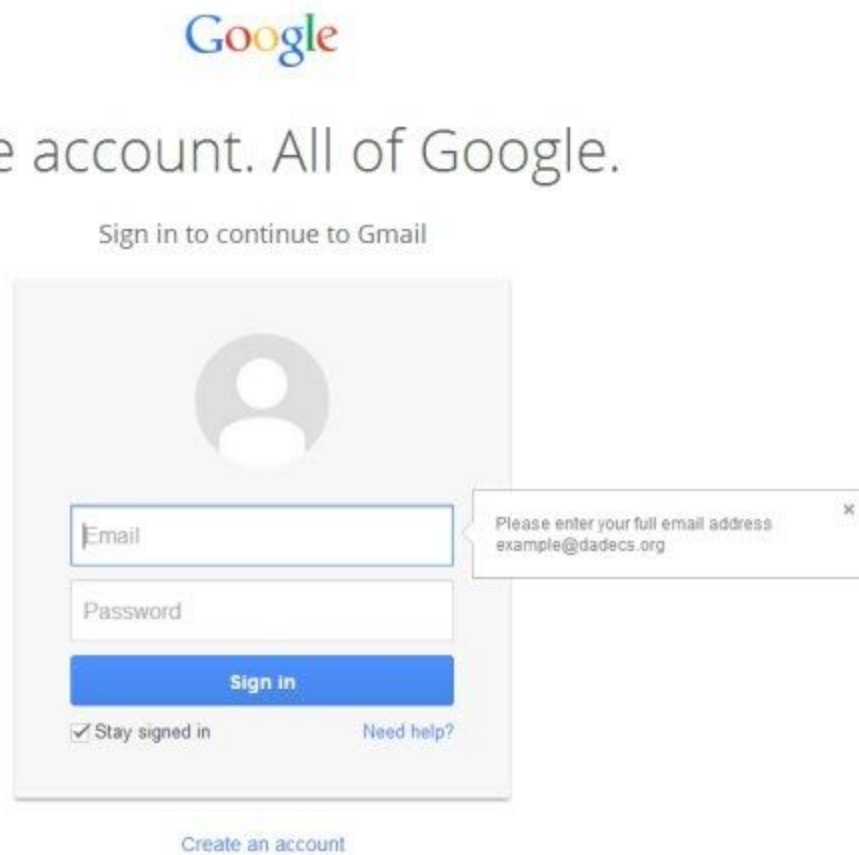 Google
e account. All of Google.
Sign in to continue to Gmail
Email
Please enter your full email address
example@dadecs.org
×
Password
Sign in
Stay signed in
Need help?
Create an account